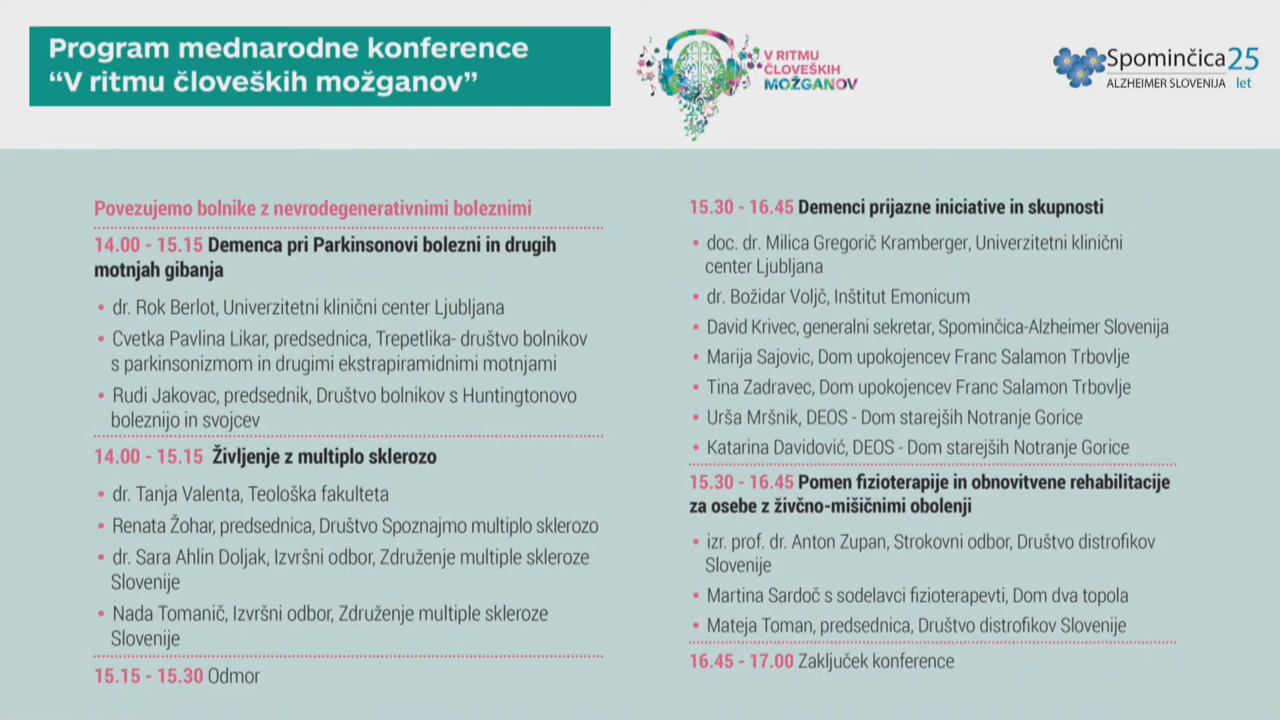 Program mednarodne konference
“V ritmu človeških možganov”
V RITMU
ČLOVEŠKIH
MOŽGANOV
Spominčica 25
ALZHEIMER SLOVENIJA let
Povezujemo bolnike z nevrodegenerativnimi boleznimi
14.00 - 15.15 Demenca pri Parkinsonovi bolezni in drugih
motnjah gibanja
• dr. Rok Berlot, Univerzitetni klinični center Ljubljana
• Cvetka Pavlina Likar, predsednica, Trepetlika- društvo bolnikov
s parkinsonizmom in drugimi ekstrapiramidnimi motnjami
• Rudi Jakovac, predsednik, Društvo bolnikov s Huntingtonovo
boleznijo in svojcev
14.00 - 15.15 Življenje z multiplo sklerozo
• dr. Tanja Valenta, Teološka fakulteta
• Renata Žohar, predsednica, Društvo Spoznajmo multiplo sklerozo
• dr. Sara Ahlin Doljak, Izvršni odbor, Združenje multiple skleroze
Slovenije
• Nada Tomanič, Izvršni odbor, Združenje multiple skleroze
Slovenije
15.15 - 15.30 Odmor
15.30 - 16.45 Demenci prijazne iniciative in skupnosti
• doc. dr. Milica Gregorič Kramberger, Univerzitetni klinični
center Ljubljana
• dr. Božidar Voljč, Inštitut Emonicum
• David Krivec, generalni sekretar, Spominčica-Alzheimer Slovenija
• Marija Sajovic, Dom upokojencev Franc Salamon Trbovlje
• Tina Zadravec, Dom upokojencev Franc Salamon Trbovlje
• Urša Mršnik, DEOS - Dom starejših Notranje Gorice
• Katarina Davidović, DEOS - Dom starejših Notranje Gorice
15.30 - 16.45 Pomen fizioterapije in obnovitvene rehabilitacije
za osebe z živčno-mišičnimi obolenji
• izr. prof. dr. Anton Zupan, Strokovni odbor, Društvo distrofikov
Slovenije
• Martina Sardoč s sodelavci fizioterapevti, Dom dva topola
• Mateja Toman, predsednica, Društvo distrofikov Slovenije
16.45 - 17.00 Zaključek konference